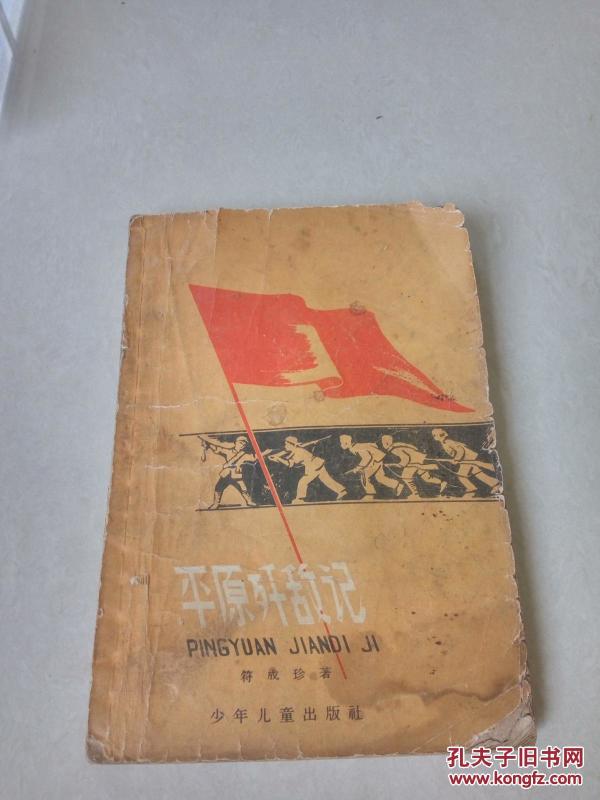 平原歼敌记
PINGYUAN JIANDI JI
符成珍著
少年儿童出版社
孔夫子旧书网
www.kongfz.com